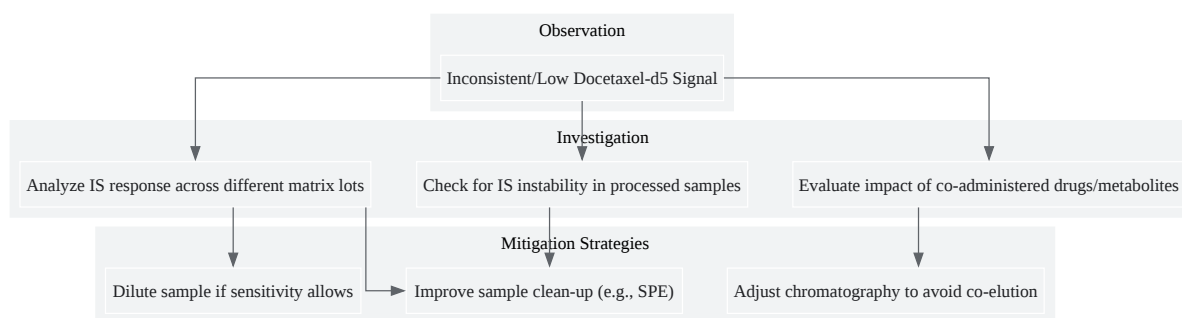 Observation
Inconsistent/Low Docetaxel-d5 Signal
Investigation
Analyze IS response across different matrix lots
Check for IS instability in processed samples
Evaluate impact of co-administered drugs/metabolites
Mitigation Strategies
Dilute sample if sensitivity allows
Improve sample clean-up (e.g., SPE)
Adjust chromatography to avoid co-elution